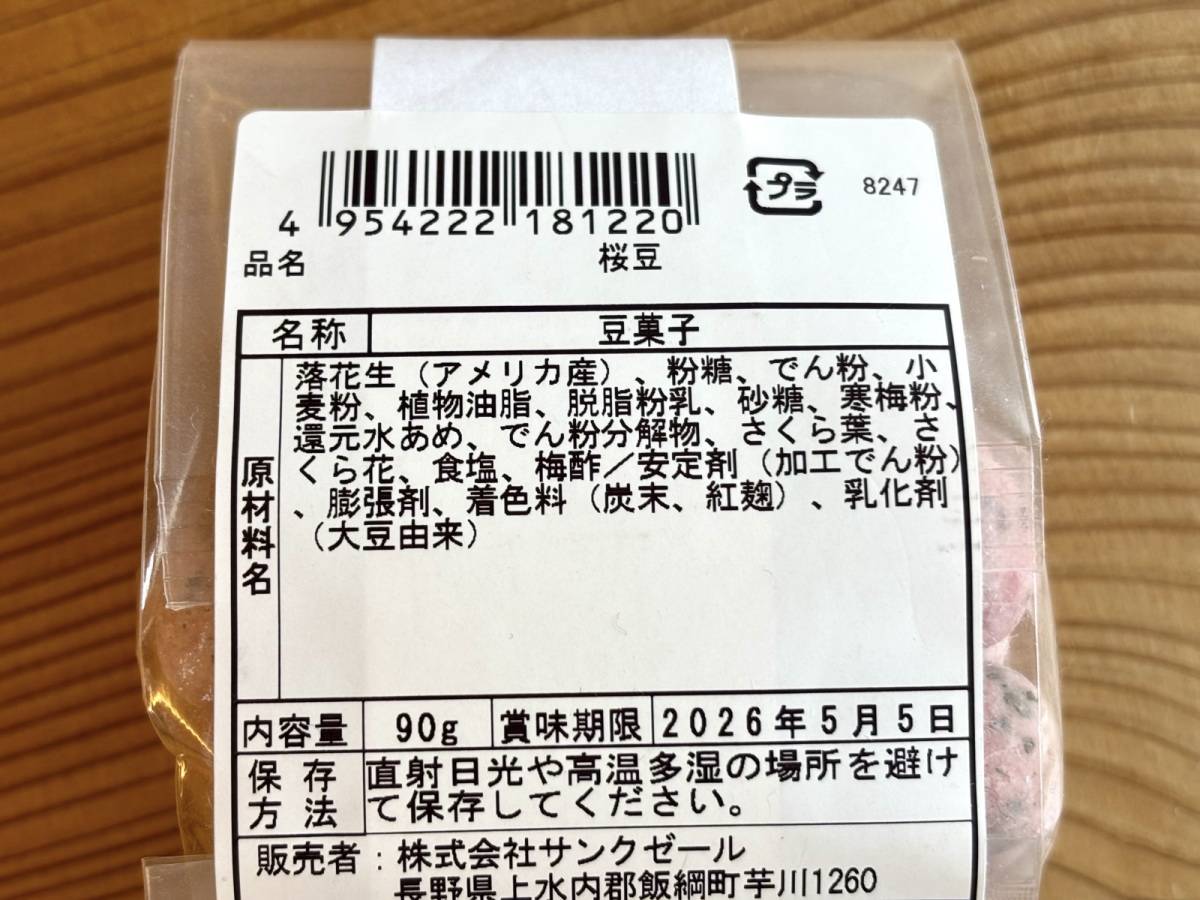 プラ
8247
4 954222 181220
品名 桜豆
名称 豆菓子
原材料名
落花生（アメリカ産）、粉糖、でん粉、小
麦粉、植物油脂、脱脂粉乳、砂糖、寒梅粉、
還元水あめ、でん粉分解物、さくら葉、さ
くら花、食塩、梅酢／安定剤（加工でん粉）
、膨張剤、着色料（炭末、紅麹）、乳化剤
（大豆由来）
内容量 90g 賞味期限 2026年5月5日
保存方法
直射日光や高温多湿の場所を避け
て保存してください。
販売者：株式会社サンクゼール
長野県上水内郡飯綱町芋川1260